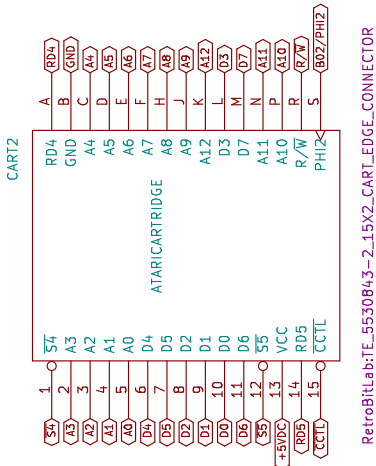 RD4
GND
A4
A5
A6
A7
A8
A9
A12
D3
D7
A11
A10
R/W
B02/PHI2
A
B
C
D
E
F
H
J
K
L
M
N
P
R
S
CART2
RD4
GND
A4
A5
A6
A7
A8
A9
A12
D3
D7
A11
A10
R/W
PHI2
ATARICARTRIDGE
S4
A3
A2
A1
A0
D4
D5
D2
D1
D0
D6
S5
VCC
RD5
CCTL
1
2
3
4
5
6
7
8
9
10
11
12
13
14
15
S4
A3
A2
A1
A0
D4
D5
D2
D1
D0
D6
S5
+5VDC
RD5
CCTL
RetroBitLab:TE_5530843-2_15X2_CART_EDGE_CONNECTOR